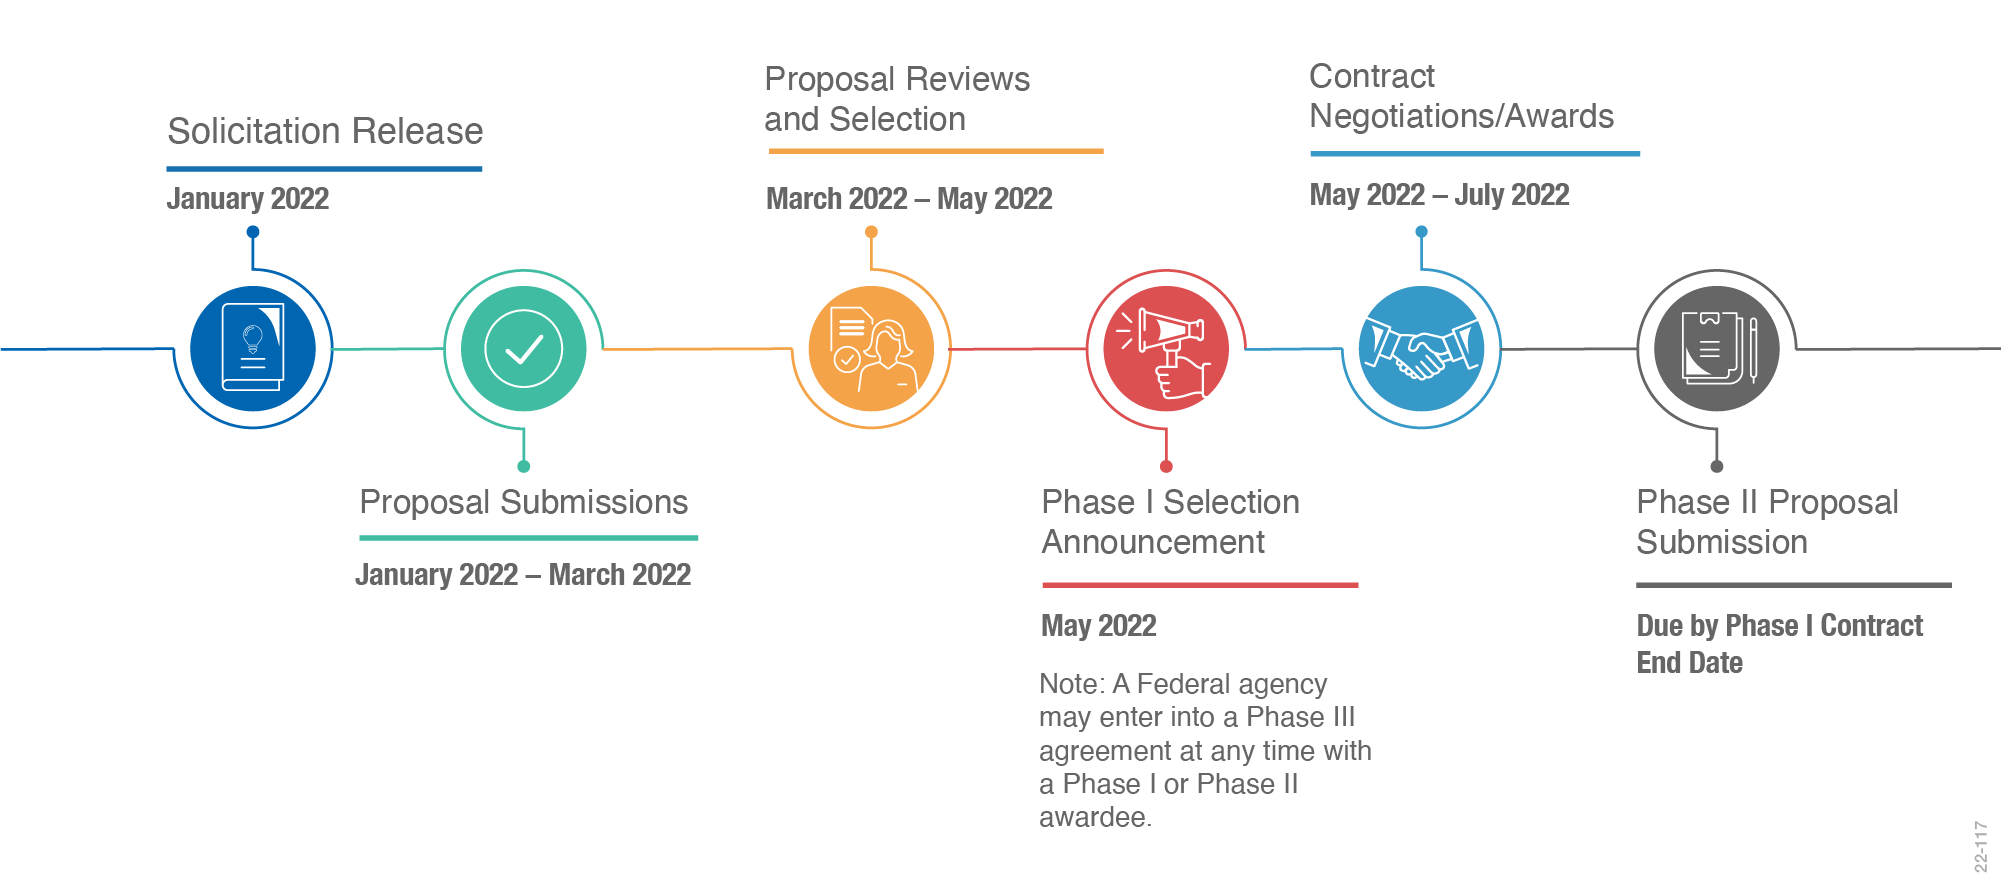 Solicitation Release
January 2022
Proposal Submissions
January 2022 – March 2022
Proposal Reviews
and Selection
March 2022 – May 2022
Phase I Selection
Announcement
May 2022
Note: A Federal agency
may enter into a Phase III
agreement at any time with
a Phase I or Phase II
awardee.
Contract
Negotiations/Awards
May 2022 – July 2022
Phase II Proposal
Submission
Due by Phase I Contract
End Date
22-117